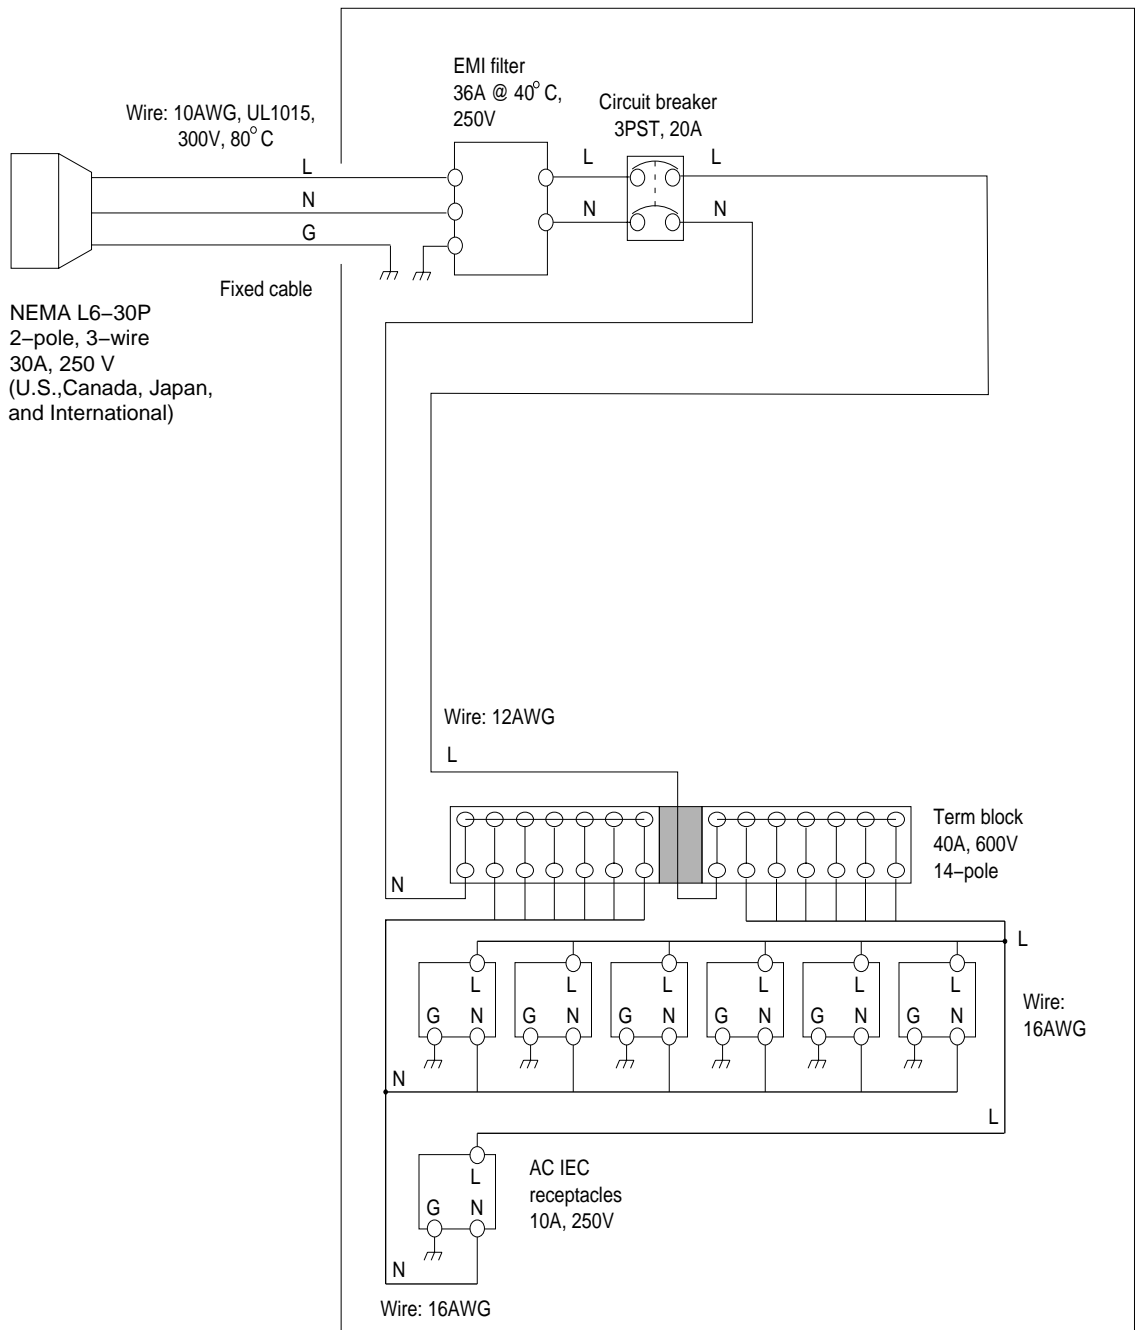 EMI filter
36A @ 40°C,
250V
Circuit breaker
3PST, 20A
Wire: 10AWG, UL1015,
300V, 80°C
L
N
G
L
N
L
N
Fixed cable
NEMA L6–30P
2–pole, 3–wire
30A, 250 V
(U.S.,Canada, Japan,
and International)
Wire: 12AWG
L
Term block
40A, 600V
14–pole
N
L
L L L L L L
G N G N G N G N G N G N
Wire:
16AWG
N
L
L
G N
AC IEC
receptacles
10A, 250V
N
Wire: 16AWG